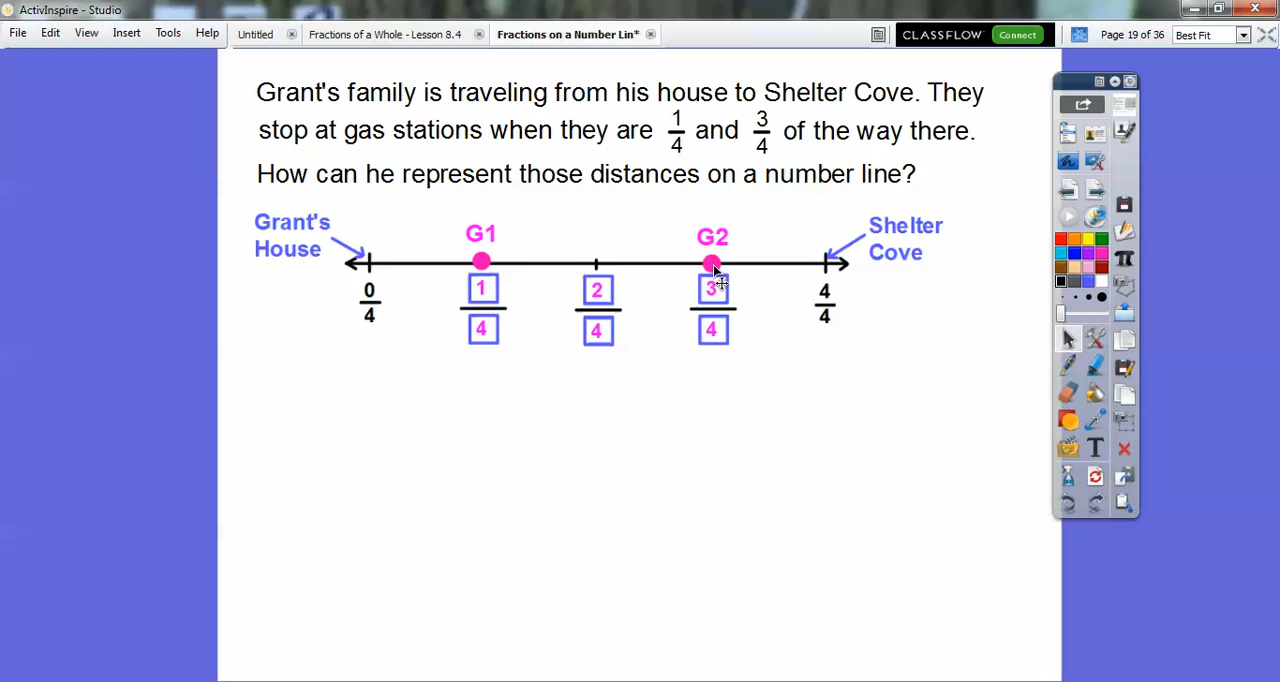 ActivInspire - Studio
File Edit View Insert Tools Help
Untitled
Fractions of a Whole - Lesson 8.4
Fractions on a Number Lin*
CLASSFLOW Connect
Page 19 of 36
Best Fit
Grant's family is traveling from his house to Shelter Cove. They
stop at gas stations when they are 1/4 and 3/4 of the way there.
How can he represent those distances on a number line?
Grant's
House
G1
G2
Shelter
Cove
0/4 1/4 2/4 3/4 4/4